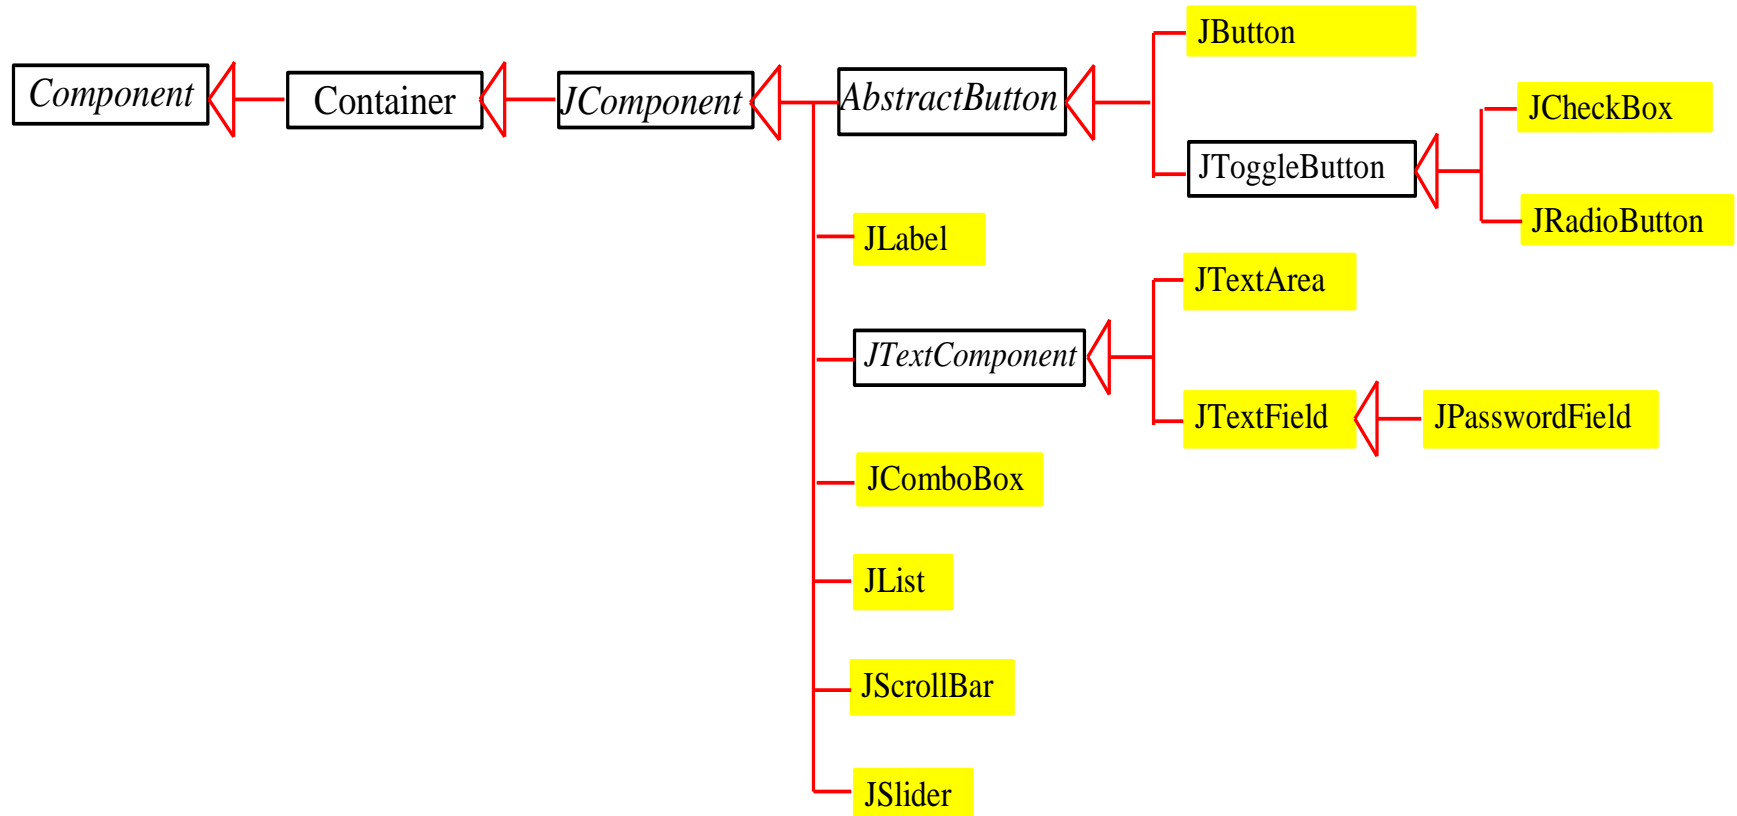 Component
Container
JComponent
AbstractButton
JButton
JToggleButton
JCheckBox
JRadioButton
JLabel
JTextComponent
JTextArea
JTextField
JPasswordField
JComboBox
JList
JScrollBar
JSlider